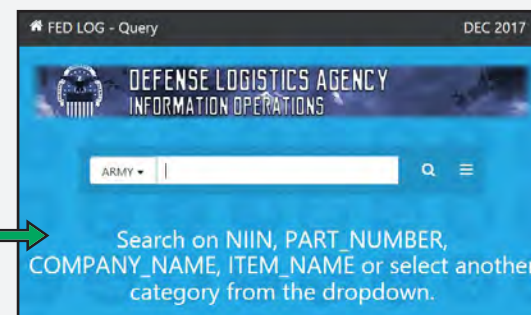 FED LOG - Query DEC 2017
DEFENSE LOGISTICS AGENCY
INFORMATION OPERATIONS
ARMY
Search on NIIN, PART_NUMBER,
COMPANY_NAME, ITEM_NAME or select another
category from the dropdown.